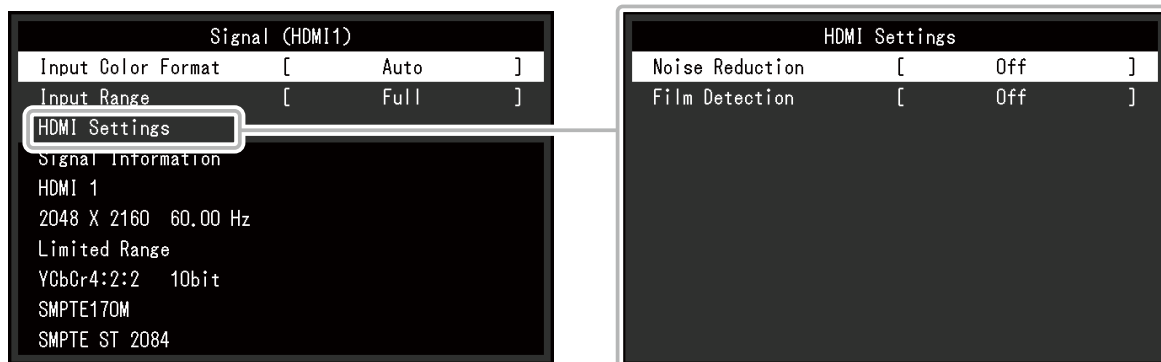 Signal (HDMI1)
Input Color Format [ Auto ]
Input Range [ Full ]
HDMI Settings
Signal Information
HDMI 1
2048 X 2160 60.00 Hz
Limited Range
YCbCr4:2:2 10bit
SMPTE170M
SMPTE ST 2084
HDMI Settings
Noise Reduction [ Off ]
Film Detection [ Off ]